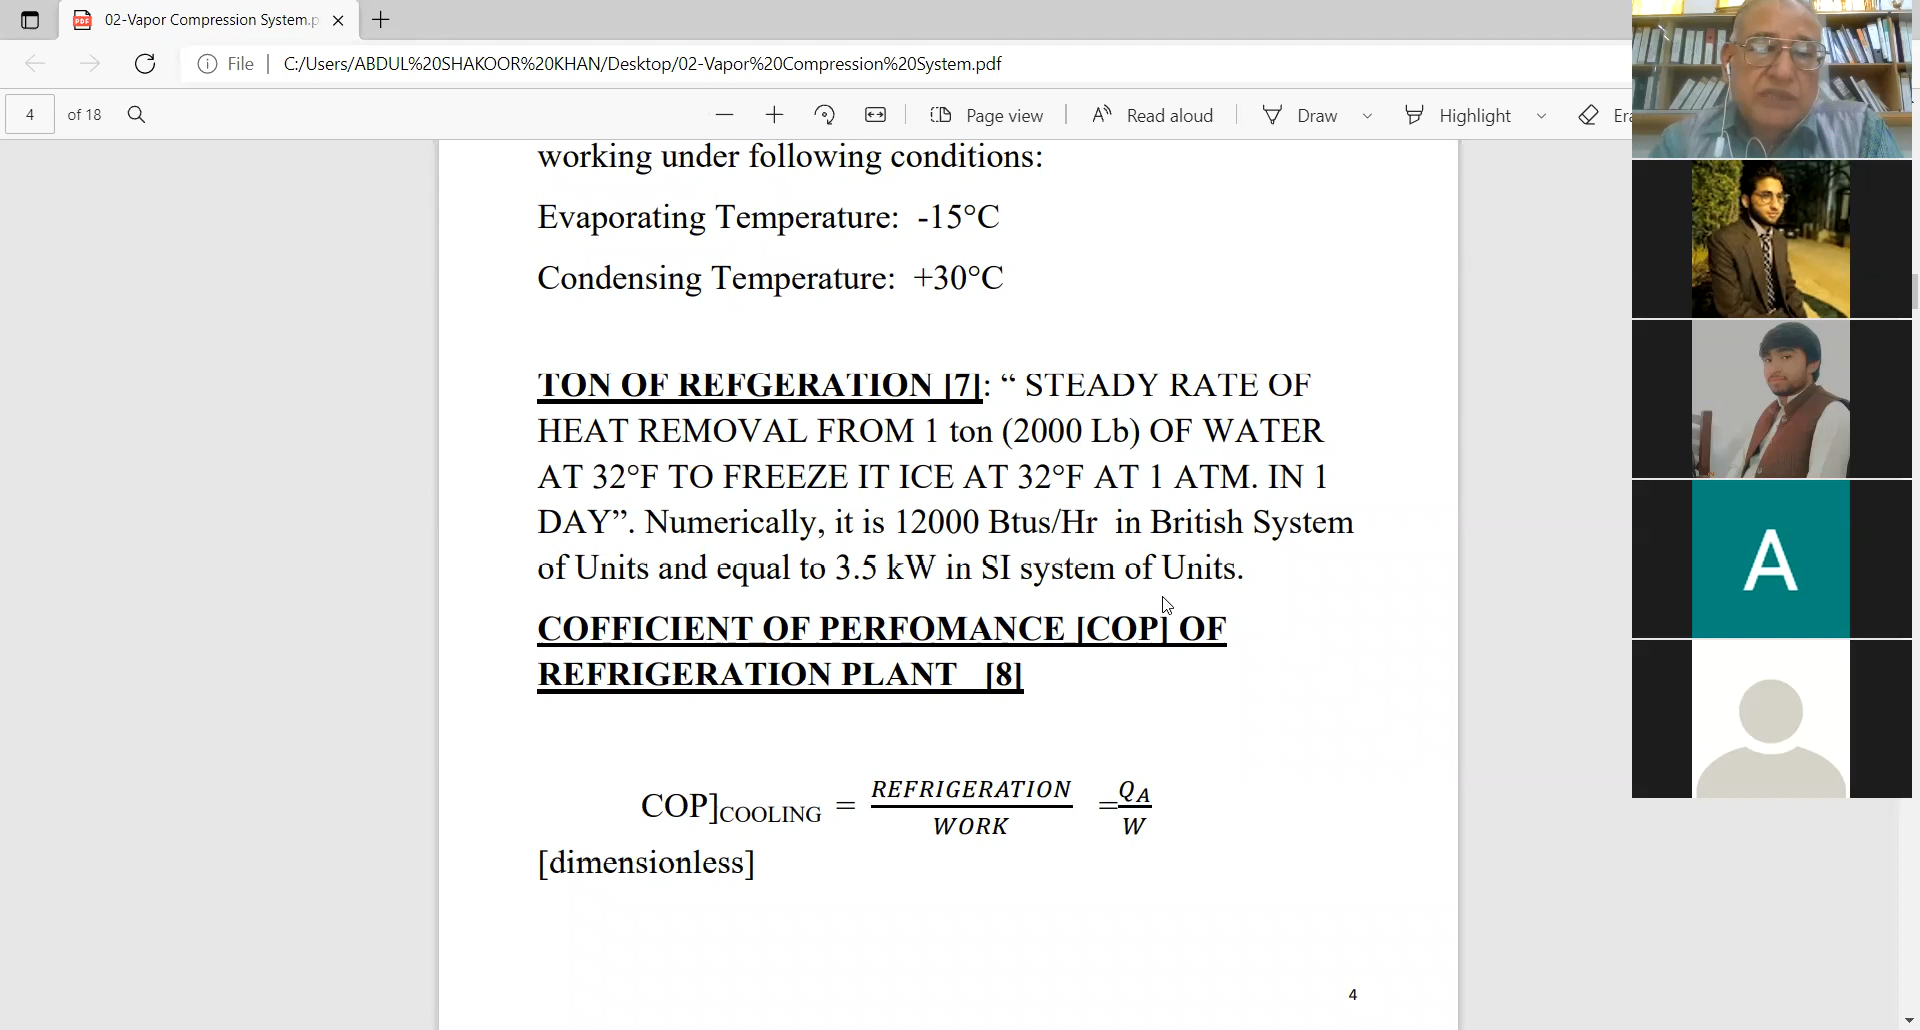 02-Vapor Compression System.p
File
C:/Users/ABDUL%20SHAKOOR%20KHAN/Desktop/02-Vapor%20Compression%20System.pdf
4 of 18
Page view
Read aloud
Draw
Highlight
Era
working under following conditions:
Evaporating Temperature: -15°C
Condensing Temperature: +30°C
TON OF REFGERATION [7]: “ STEADY RATE OF
HEAT REMOVAL FROM 1 ton (2000 Lb) OF WATER
AT 32°F TO FREEZE IT ICE AT 32°F AT 1 ATM. IN 1
DAY”. Numerically, it is 12000 Btus/Hr in British System
of Units and equal to 3.5 kW in SI system of Units.
COFFICIENT OF PERFOMANCE [COP] OF
REFRIGERATION PLANT [8]
COP]COOLING = REFRIGERATION/WORK = QA/W
[dimensionless]
4
A